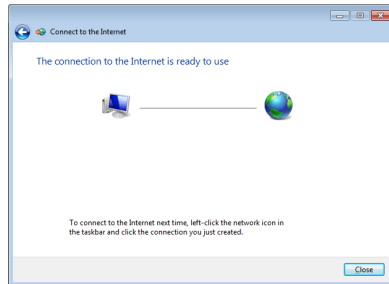 Connect to the Internet
The connection to the Internet is ready to use
To connect to the Internet next time, left-click the network icon in
the taskbar and click the connection you just created.
Close